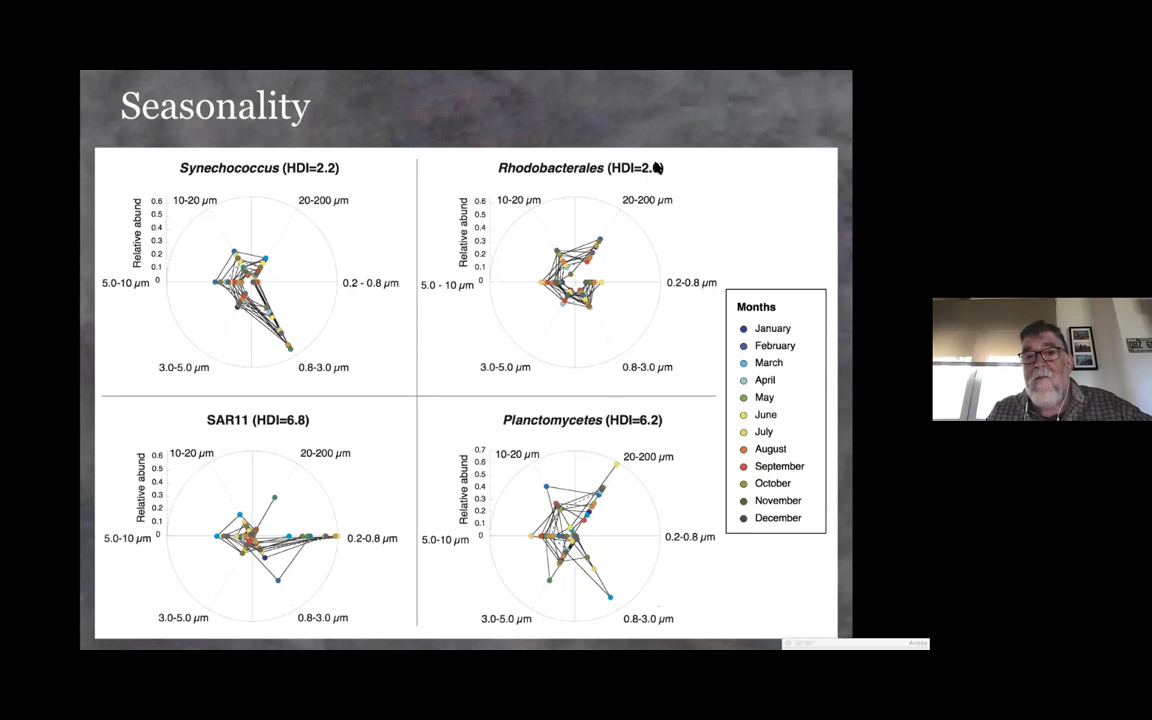 Seasonality
Synechococcus (HDI=2.2)
10-20 µm
20-200 µm
Relative abund
0.6
0.5
0.4
0.3
0.2
0.1
0
5.0-10 µm
0.2 - 0.8 µm
3.0-5.0 µm
0.8-3.0 µm
Rhodobacterales (HDI=2.
10-20 µm
20-200 µm
Relative abund
0.6
0.5
0.4
0.3
0.2
0.1
0
5.0 - 10 µm
0.2-0.8 µm
3.0-5.0 µm
0.8-3.0 µm
SAR11 (HDI=6.8)
10-20 µm
20-200 µm
Relative abund
0.6
0.5
0.4
0.3
0.2
0.1
0
5.0-10 µm
0.2-0.8 µm
3.0-5.0 µm
0.8-3.0 µm
Planctomycetes (HDI=6.2)
10-20 µm
20-200 µm
Relative abund
0.7
0.6
0.5
0.4
0.3
0.2
0.1
0
5.0-10 µm
0.2-0.8 µm
3.0-5.0 µm
0.8-3.0 µm
Months
January
February
March
April
May
June
July
August
September
October
November
December